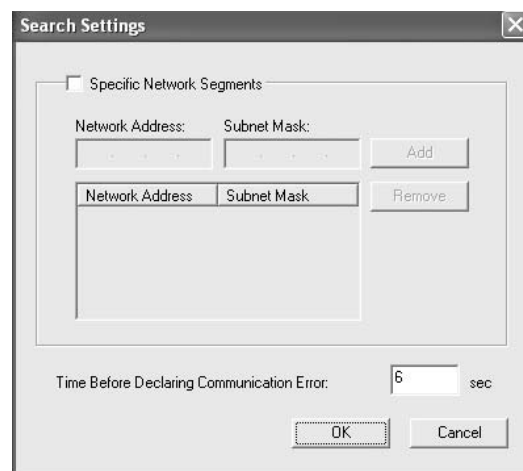 Search Settings
Specific Network Segments
Network Address: Subnet Mask:
Add
Network Address Subnet Mask
Remove
Time Before Declaring Communication Error: 6 sec
OK Cancel